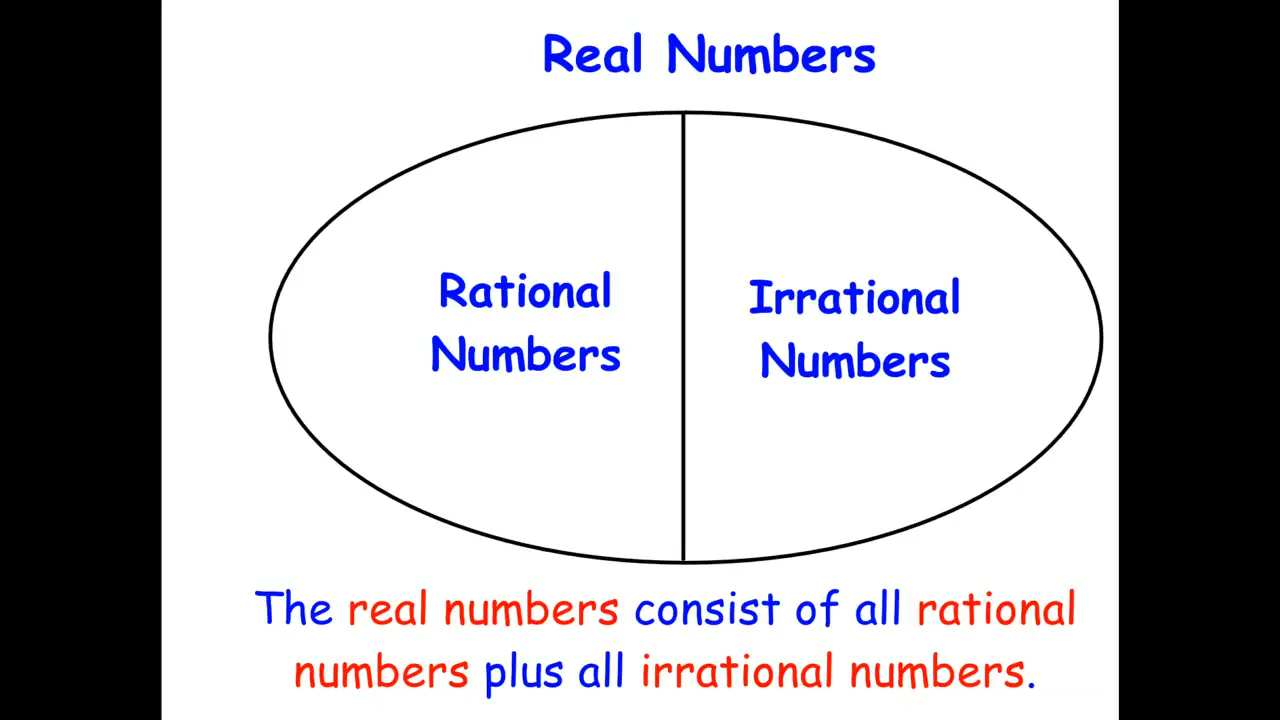 Real Numbers
Rational
Numbers
Irrational
Numbers
The real numbers consist of all rational
numbers plus all irrational numbers.